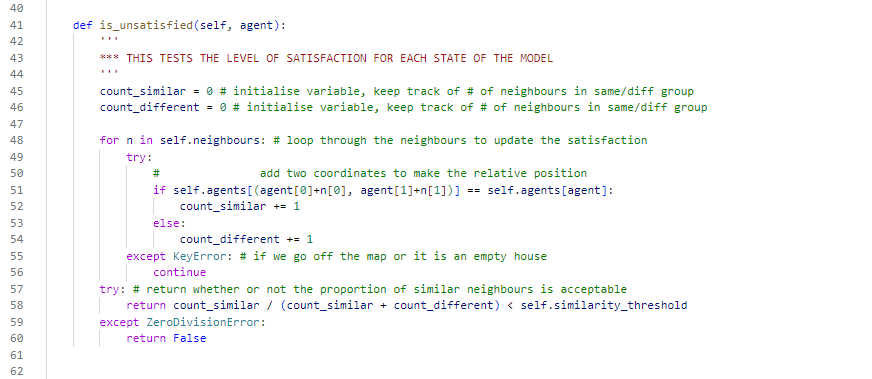 40
41 def is_unsatisfied(self, agent):
42 '''
43 *** THIS TESTS THE LEVEL OF SATISFACTION FOR EACH STATE OF THE MODEL
44 '''
45 count_similar = 0 # initialise variable, keep track of # of neighbours in same/diff group
46 count_different = 0 # initialise variable, keep track of # of neighbours in same/diff group
47
48 for n in self.neighbours: # loop through the neighbours to update the satisfaction
49 try:
50 # add two coordinates to make the relative position
51 if self.agents[(agent[0]+n[0], agent[1]+n[1])] == self.agents[agent]:
52 count_similar += 1
53 else:
54 count_different += 1
55 except KeyError: # if we go off the map or it is an empty house
56 continue
57 try: # return whether or not the proportion of similar neighbours is acceptable
58 return count_similar / (count_similar + count_different) < self.similarity_threshold
59 except ZeroDivisionError:
60 return False
61
62